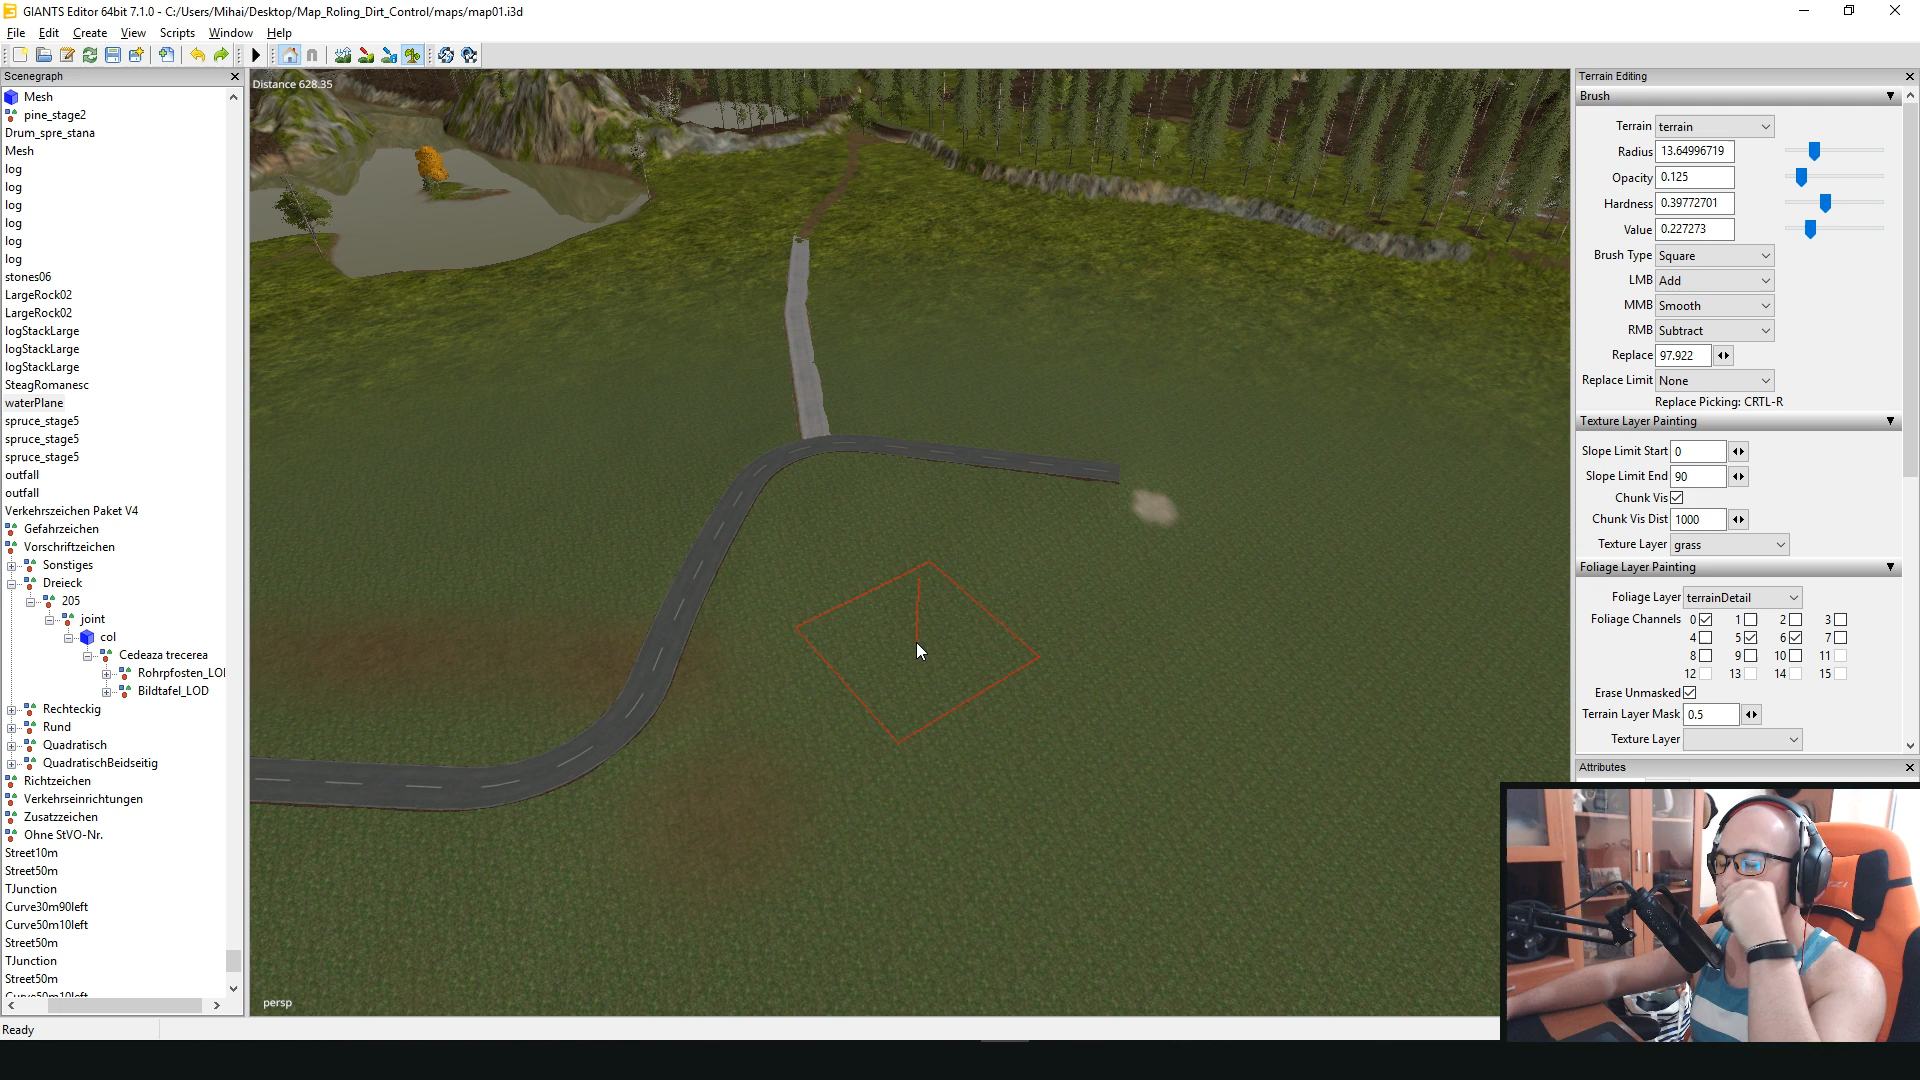 GIANTS Editor 64bit 7.1.0 - C:/Users/Mihai/Desktop/Map_Roling_Dirt_Control/maps/map01.i3d
File Edit Create View Scripts Window Help
Scenegraph
Mesh
pine_stage2
Drum_spre_stana
Mesh
log
log
log
log
log
log
stones06
LargeRock02
LargeRock02
logStackLarge
logStackLarge
logStackLarge
SteagRomanesc
waterPlane
spruce_stage5
spruce_stage5
spruce_stage5
outfall
outfall
Verkehrszeichen Paket V4
Gefahrzeichen
Vorschriftzeichen
Sonstiges
Dreieck
205
joint
col
Cedeaza trecerea
Rohrpfosten_LO
Bildtafel_LOD
Rechteckig
Rund
Quadratisch
QuadratischBeidseitig
Richtzeichen
Verkehrseinrichtungen
Zusatzzeichen
Ohne StVO-Nr.
Street10m
Street50m
TJunction
Curve30m90left
Curve50m10left
Street50m
TJunction
Street50m
Curve50m10left
Ready
Distance 628.35
persp
Terrain Editing
Brush
Terrain terrain
Radius 13.64996719
Opacity 0.125
Hardness 0.39772701
Value 0.227273
Brush Type Square
LMB Add
MMB Smooth
RMB Subtract
Replace 97.922
Replace Limit None
Replace Picking: CRTL-R
Texture Layer Painting
Slope Limit Start 0
Slope Limit End 90
Chunk Vis
Chunk Vis Dist 1000
Texture Layer grass
Foliage Layer Painting
Foliage Layer terrainDetail
Foliage Channels 0 1 2 3
4 5 6 7
8 9 10 11
12 13 14 15
Erase Unmasked
Terrain Layer Mask 0.5
Texture Layer
Attributes